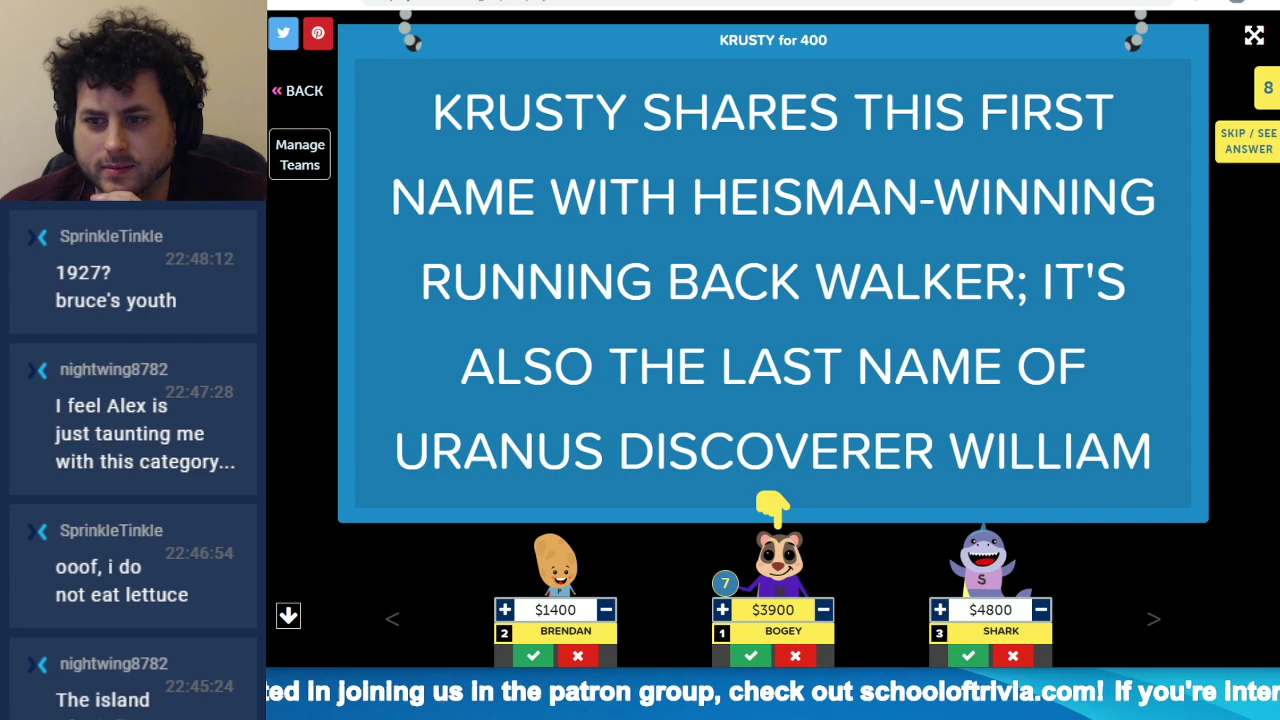 KRUSTY for 400
« BACK
Manage
Teams
8
SKIP / SEE
ANSWER
KRUSTY SHARES THIS FIRST
NAME WITH HEISMAN-WINNING
RUNNING BACK WALKER; IT'S
ALSO THE LAST NAME OF
URANUS DISCOVERER WILLIAM
SprinkleTinkle
22:48:12
1927?
bruce's youth
nightwing8782
22:47:28
I feel Alex is
just taunting me
with this category...
SprinkleTinkle
22:46:54
ooof, i do
not eat lettuce
nightwing8782
22:45:24
The island
7
S
+ $1400 −
2 BRENDAN
+ $3900 −
1 BOGEY
+ $4800 −
3 SHARK
ted in joining us in the patron group, check out schooloftrivia.com! If you're inter